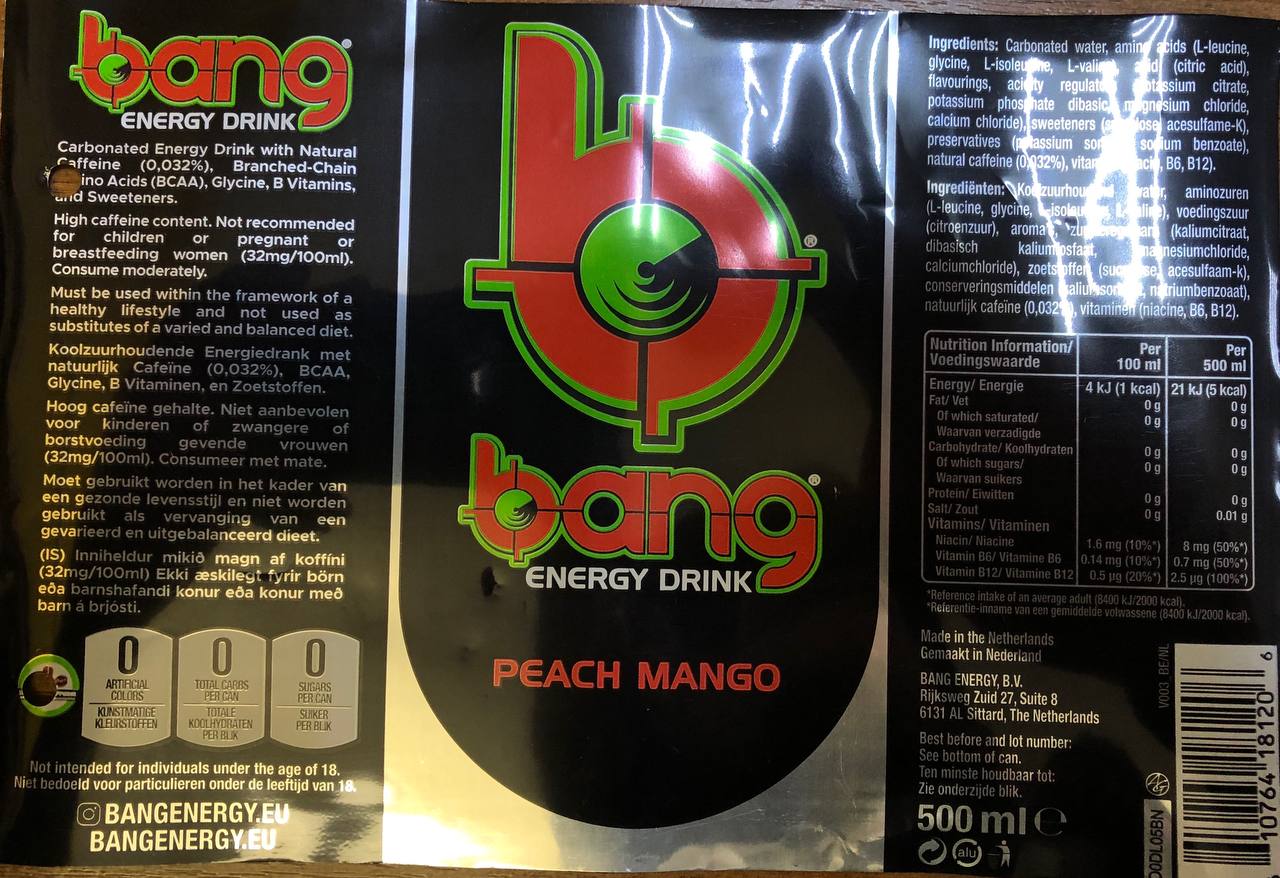 bang®
ENERGY DRINK
Carbonated Energy Drink with Natural
Caffeine (0,032%), Branched-Chain
ino Acids (BCAA), Glycine, B Vitamins,
and Sweeteners.
High caffeine content. Not recommended
for children or pregnant or
breastfeeding women (32mg/100ml).
Consume moderately.
Must be used within the framework of a
healthy lifestyle and not used as
substitutes of a varied and balanced diet.
Koolzuurhoudende Energiedrank met
natuurlijk Cafeïne (0,032%), BCAA,
Glycine, B Vitaminen, en Zoetstoffen.
Hoog cafeïne gehalte. Niet aanbevolen
voor kinderen of zwangere of
borstvoeding gevende vrouwen
(32mg/100ml). Consumeer met mate.
Moet gebruikt worden in het kader van
een gezonde levensstijl en niet worden
gebruikt als vervanging van een
gevarieerd en uitgebalanceerd dieet.
(IS) Inniheldur mikið magn af koffíni
(32mg/100ml) Ekki æskilegt fyrir börn
eða barnshafandi konur eða konur með
barn á brjósti.
0 ARTIFICIAL COLORS KUNSTMATIGE KLEURSTOFFEN
0 TOTAL CARBS PER CAN TOTALE KOOLHYDRATEN PER BLIK
0 SUGARS PER CAN SUIKER PER BLIK
Not intended for individuals under the age of 18.
Niet bedoeld voor particulieren onder de leeftijd van 18.
BANGENERGY.EU
BANGENERGY.EU
b®
bang®
ENERGY DRINK
PEACH MANGO
Ingredients: Carbonated water, amino acids (L-leucine,
glycine, L-isoleucine, L-valine), (citric acid),
flavourings, acidity regulators potassium citrate,
potassium phosphate dibasic, magnesium chloride,
calcium chloride), sweeteners acesulfame-K),
preservatives (potassium sodium benzoate),
natural caffeine (0,032%), B6, B12).
Ingrediënten: Koolzuurhoudend water, aminozuren
(L-leucine, glycine, L-isoleucine, L-valine), voedingszuur
(citroenzuur), aroma's, (kaliumcitraat,
dibasisch kaliumfosfaat, magnesiumchloride,
calciumchloride), zoetstoffen acesulfaam-k),
conserveringsmiddelen natriumbenzoaat),
natuurlijk cafeïne (0,032%), vitaminen (niacine, B6, B12).
Nutrition Information/ Voedingswaarde Per 100 ml Per 500 ml
Energy/ Energie 4 kJ (1 kcal) 21 kJ (5 kcal)
Fat/ Vet 0 g 0 g
Of which saturated/ Waarvan verzadigde 0 g 0 g
Carbohydrate/ Koolhydraten 0 g 0 g
Of which sugars/ Waarvan suikers 0 g 0 g
Protein/ Eiwitten 0 g 0 g
Salt/ Zout 0 g 0.01 g
Vitamins/ Vitaminen
Niacin/ Niacine 1.6 mg (10%*) 8 mg (50%*)
Vitamin B6/ Vitamine B6 0.14 mg (10%*) 0.7 mg (50%*)
Vitamin B12/ Vitamine B12 0.5 µg (20%*) 2.5 µg (100%*)
*Reference intake of an average adult (8400 kJ/2000 kcal).
*Referentie-inname van een gemiddelde volwassene (8400 kJ/2000 kcal).
Made in the Netherlands
Gemaakt in Nederland
BANG ENERGY, B.V.
Rijksweg Zuid 27, Suite 8
6131 AL Sittard, The Netherlands
Best before and lot number:
See bottom of can.
Ten minste houdbaar tot:
Zie onderzijde blik.
500 ml e
alu
V003 BE/NL
10764 18120 6